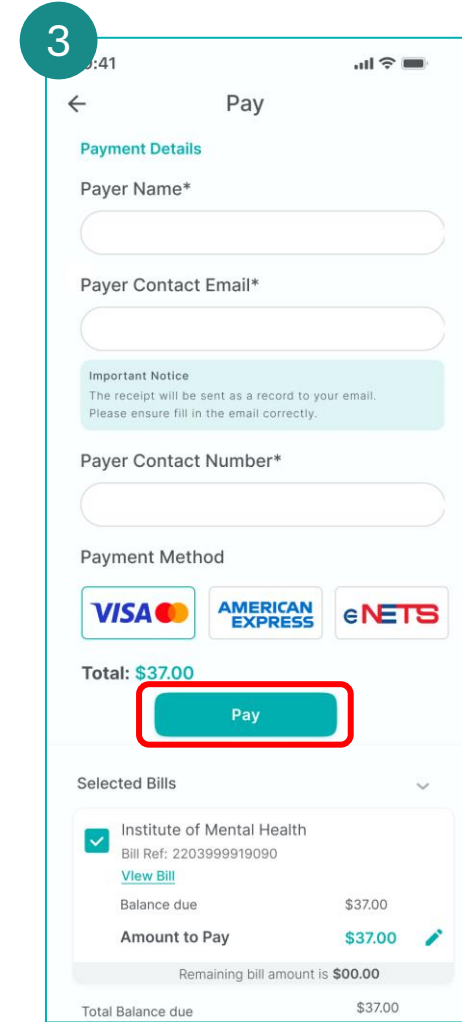 3
9:41
Pay
Payment Details
Payer Name*
Payer Contact Email*
Important Notice
The receipt will be sent as a record to your email.
Please ensure fill in the email correctly.
Payer Contact Number*
Payment Method
VISA AMERICAN EXPRESS eNETS
Total: $37.00
Pay
Selected Bills
Institute of Mental Health
Bill Ref: 2203999919090
VIew Bill
Balance due $37.00
Amount to Pay $37.00
Remaining bill amount is $00.00
Total Balance due $37.00